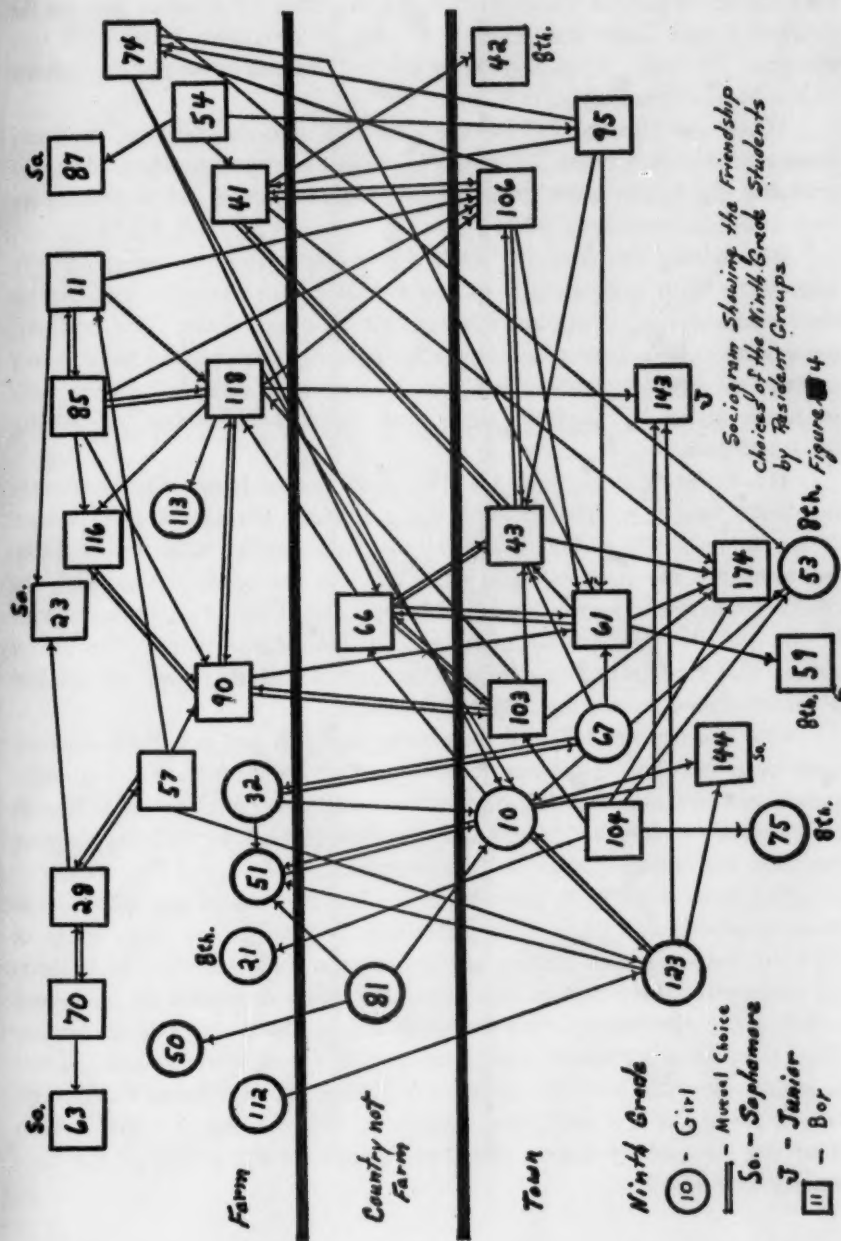 So.
So.
So.
63
70
28
23
85
11
87
74
57
116
54
50
113
8th.
112
21
51
32
90
118
41
Farm
81
66
Country not
Farm
Town
42
8th.
10
103
43
106
123
104
67
61
95
143
J
144
So.
174
75
8th.
59
8th.
53
8th.
Ninth Grade
10 Girl
- Mutual Choice
So - Sophamore
J - Junior
11 - Boy
Sociogram Showing the Friendship
Choices of the Ninth Grade Students
by Resident Groups
Figure 4